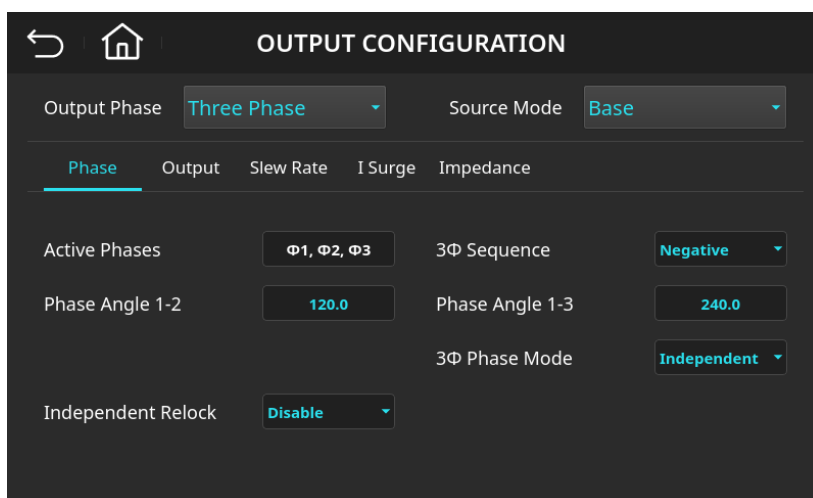 OUTPUT CONFIGURATION
Output Phase Three Phase Source Mode Base
Phase Output Slew Rate I Surge Impedance
Active Phases Φ1, Φ2, Φ3 3Φ Sequence Negative
Phase Angle 1-2 120.0 Phase Angle 1-3 240.0
3Φ Phase Mode Independent
Independent Relock Disable